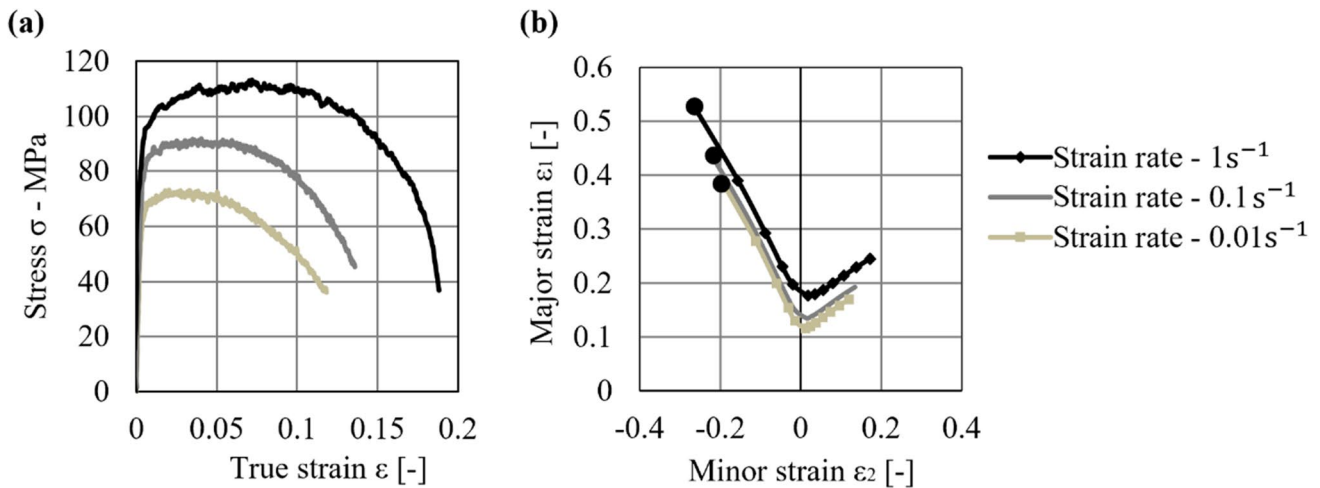 (a)
120
100
80
60
40
20
0
Stress σ - MPa
0 0.05 0.1 0.15 0.2
True strain ε [-]
(b)
0.6
0.5
0.4
0.3
0.2
0.1
0
Major strain ε1 [-]
-0.4 -0.2 0 0.2 0.4
Minor strain ε2 [-]
Strain rate - 1s⁻¹
Strain rate - 0.1s⁻¹
Strain rate - 0.01s⁻¹